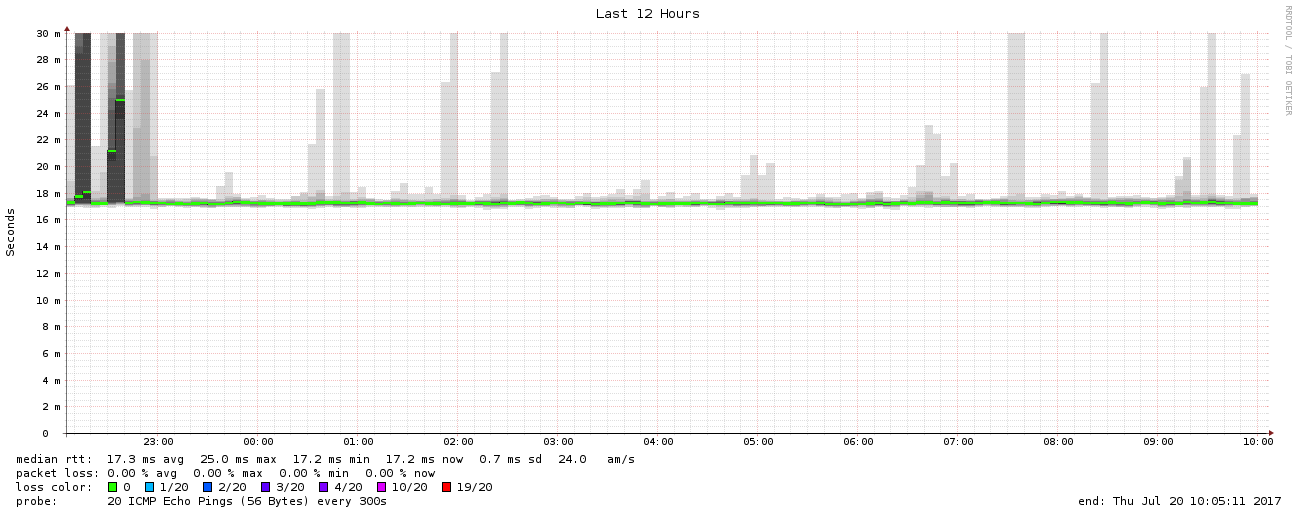 Last 12 Hours
RRDTOOL / TOBI OETIKER
30 m
28 m
26 m
24 m
22 m
20 m
18 m
16 m
14 m
12 m
10 m
8 m
6 m
4 m
2 m
0
Seconds
23:00 00:00 01:00 02:00 03:00 04:00 05:00 06:00 07:00 08:00 09:00 10:00
median rtt: 17.3 ms avg 25.0 ms max 17.2 ms min 17.2 ms now 0.7 ms sd 24.0 am/s
packet loss: 0.00 % avg 0.00 % max 0.00 % min 0.00 % now
loss color: 0 1/20 2/20 3/20 4/20 10/20 19/20
probe: 20 ICMP Echo Pings (56 Bytes) every 300s end: Thu Jul 20 10:05:11 2017